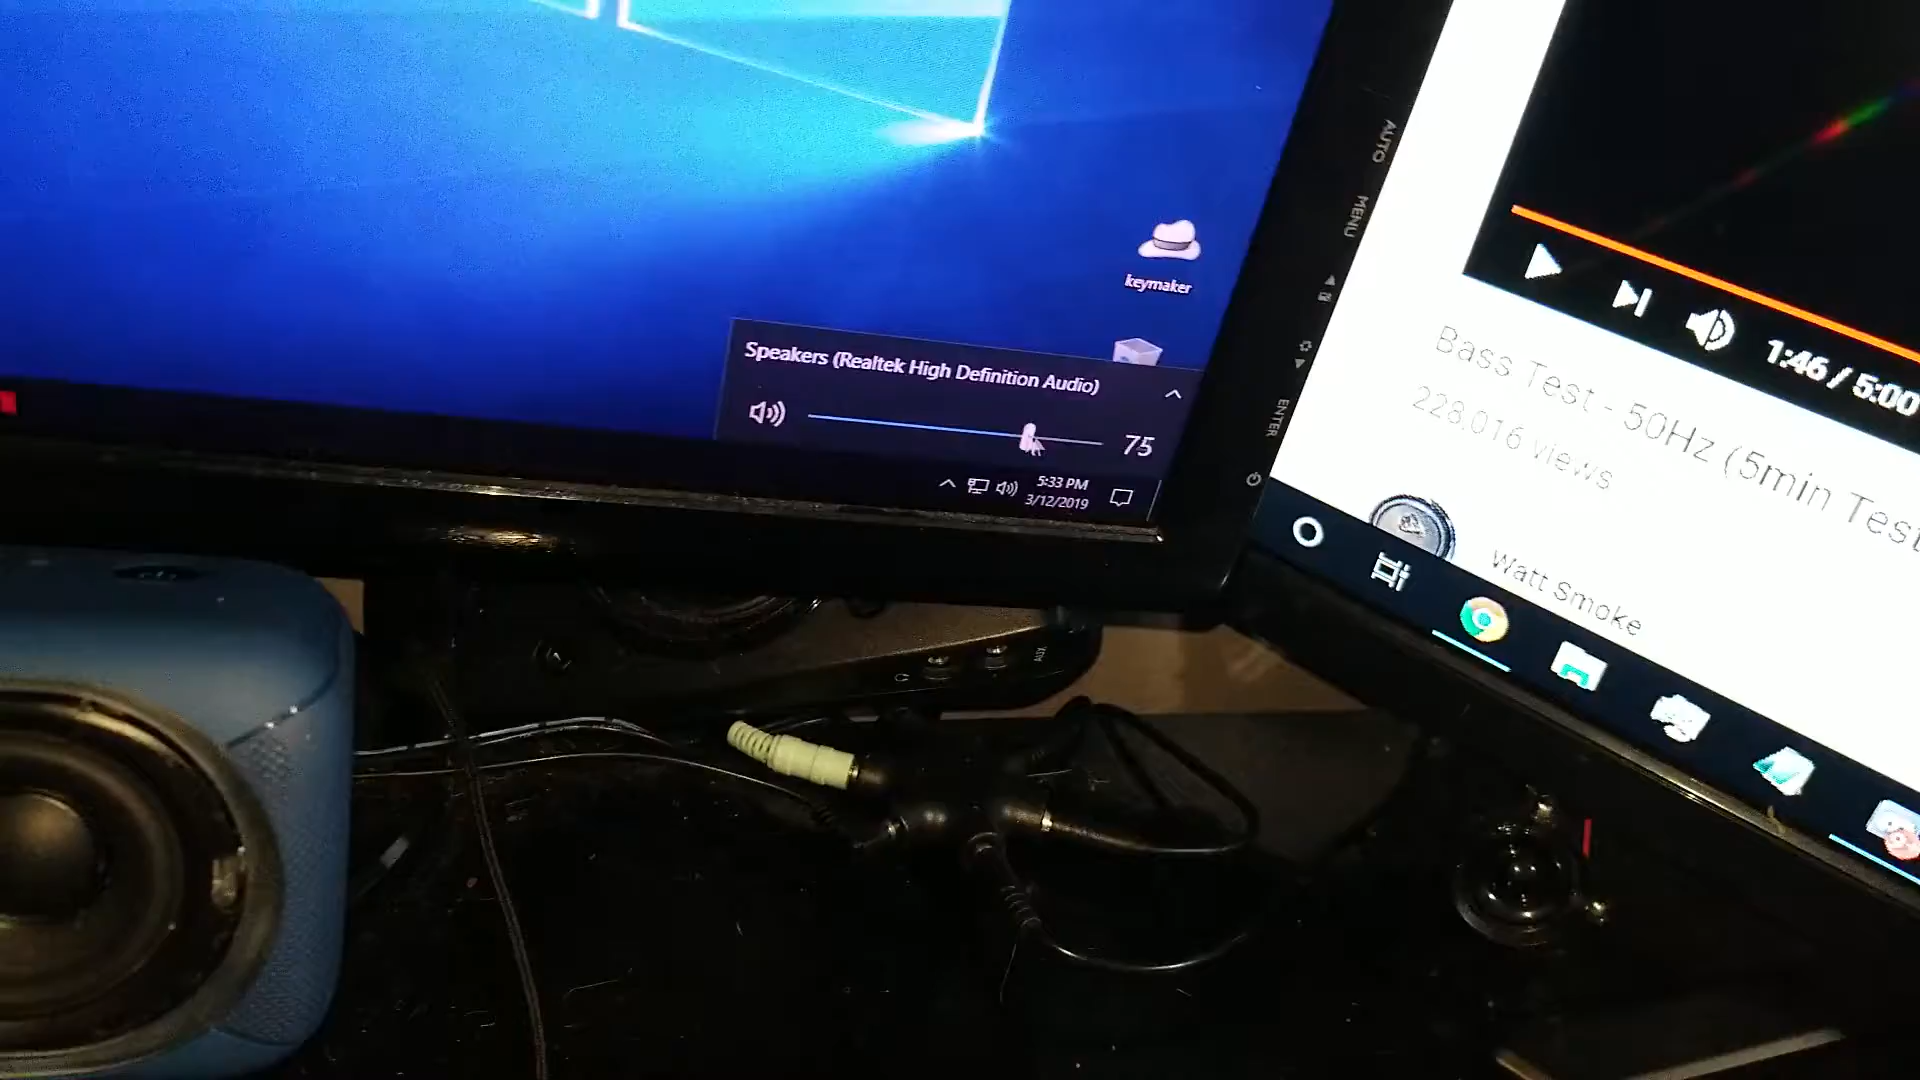 keymaker
Speakers (Realtek High Definition Audio)
75
5:33 PM
3/12/2019
AUTO
MENU
ENTER
AUX
1:46 / 5:00
Bass Test - 50Hz (5min Test
228,016 views
Watt Smoke